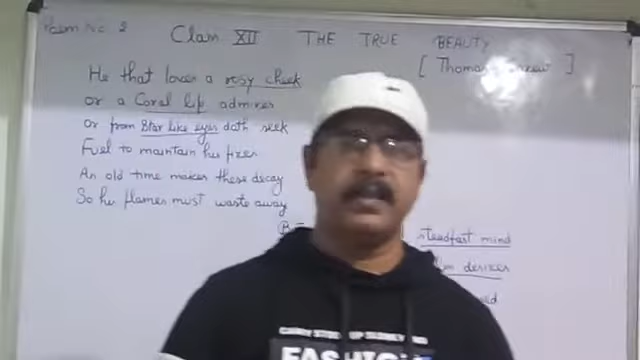 Poem No 2 Class XII THE TRUE BEAUTY
[ Thomas ]
He that loves a rosy cheek
or a Coral lip admires
or from Star like eyes doth seek
Fuel to maintain his fires
An old time makes these decay
So his flames must waste away
steadfast mind
desires
FASHION